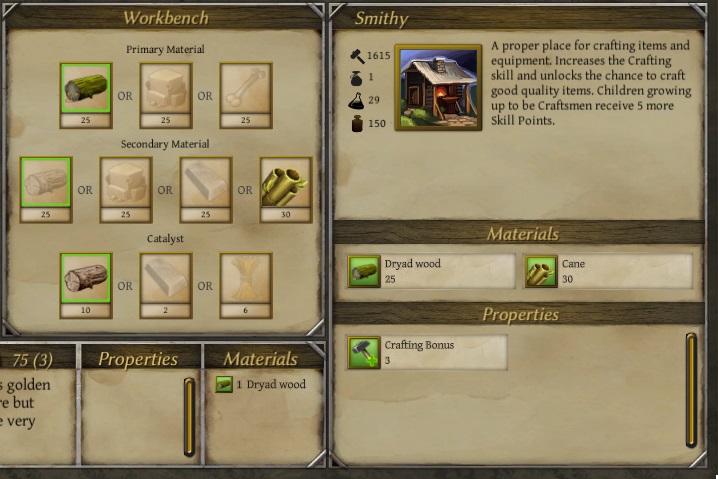 Workbench
Primary Material
OR
OR
25
25
25
Secondary Material
OR
OR
OR
25
25
25
30
Catalyst
OR
OR
10
2
6
75 (3)
s golden
re but
e very
Properties
Materials
1 Dryad wood
Smithy
1615
1
29
150
A proper place for crafting items and
equipment. Increases the Crafting
skill and unlocks the chance to craft
good quality items. Children growing
up to be Craftsmen receive 5 more
Skill Points.
Materials
Dryad wood
25
Cane
30
Properties
Crafting Bonus
3